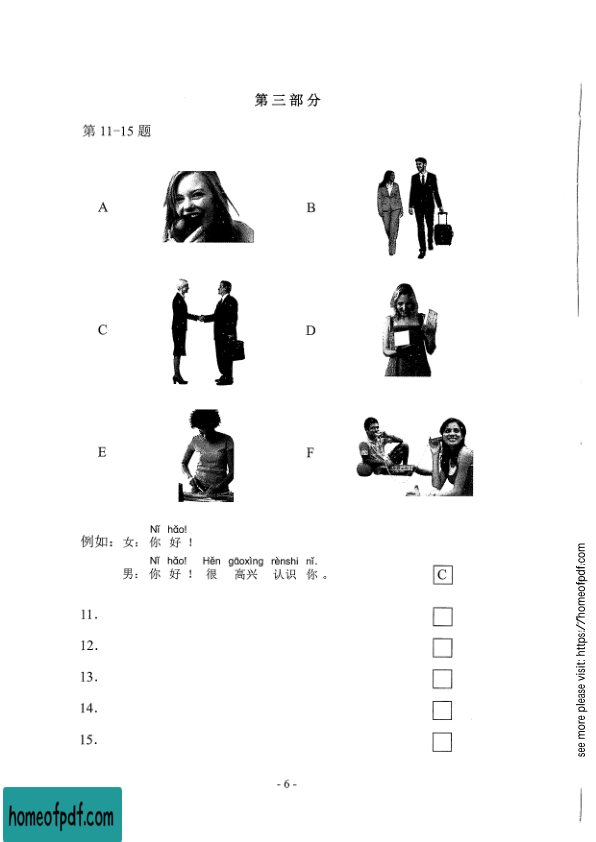 第三部分
第 11-15 题
A
B
C
D
E
F
Nǐ hǎo!
例如：女：你 好！
Nǐ hǎo! Hěn gāoxìng rènshi nǐ.
男：你 好！很 高兴 认识 你。
C
11.
12.
13.
14.
15.
- 6 -
homeofpdf.com
see more please visit: https://homeofpdf.com